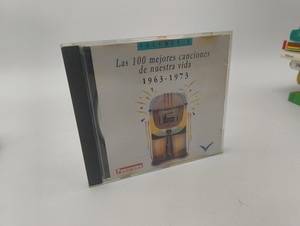 Las 100 mejores canciones
de nuestra vida
1963-1973